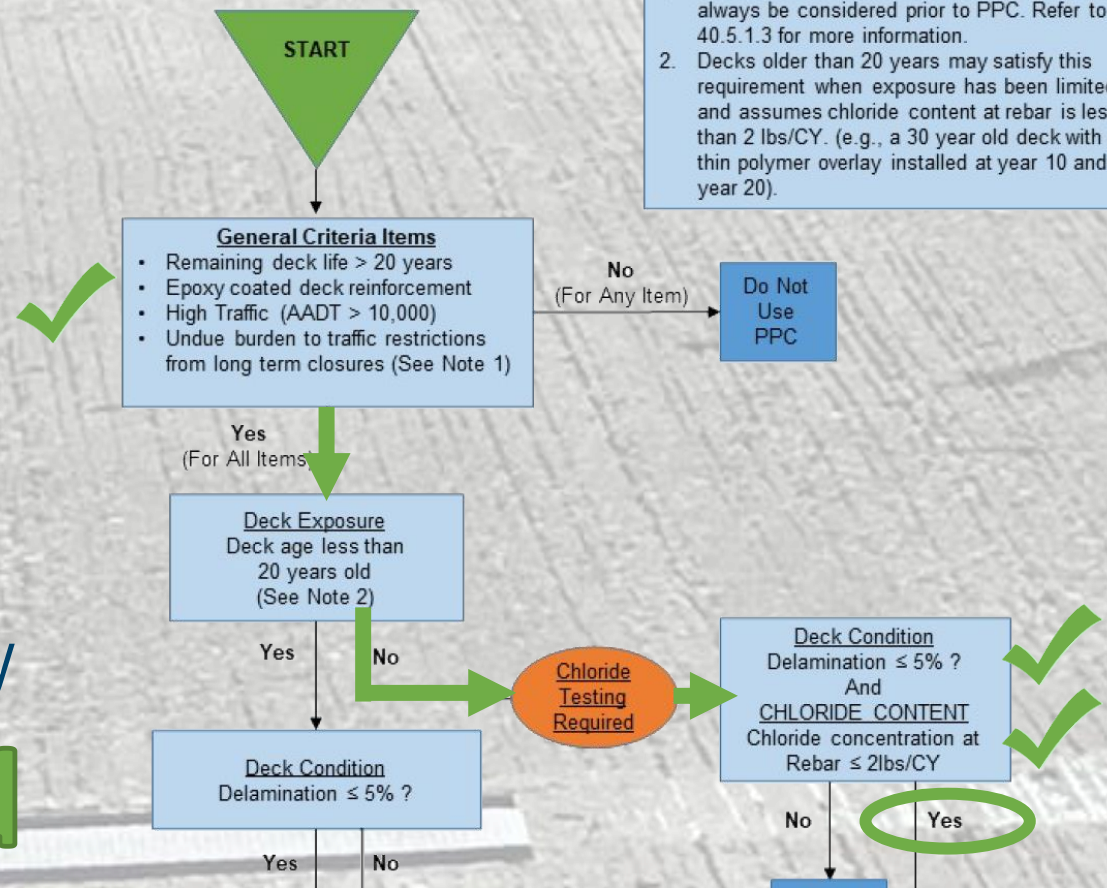 START
always be considered prior to PPC. Refer to
40.5.1.3 for more information.
2. Decks older than 20 years may satisfy this
requirement when exposure has been limited
and assumes chloride content at rebar is less
than 2 lbs/CY. (e.g., a 30 year old deck with
thin polymer overlay installed at year 10 and
year 20).
General Criteria Items
• Remaining deck life > 20 years
• Epoxy coated deck reinforcement
• High Traffic (AADT > 10,000)
• Undue burden to traffic restrictions
from long term closures (See Note 1)
No
(For Any Item)
Do Not
Use
PPC
Yes
(For All Items)
Deck Exposure
Deck age less than
20 years old
(See Note 2)
Yes
No
Chloride
Testing
Required
Deck Condition
Delamination ≤ 5% ?
And
CHLORIDE CONTENT
Chloride concentration at
Rebar ≤ 2lbs/CY
Deck Condition
Delamination ≤ 5% ?
No
Yes
Yes
No